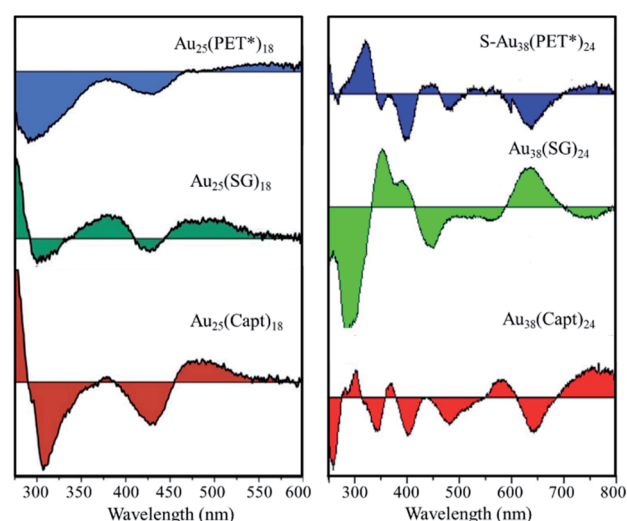 Au25(PET*)18
Au25(SG)18
Au25(Capt)18
300 350 400 450 500 550 600
Wavelength (nm)
S-Au38(PET*)24
Au38(SG)24
Au38(Capt)24
300 400 500 600 700 800
Wavelength (nm)